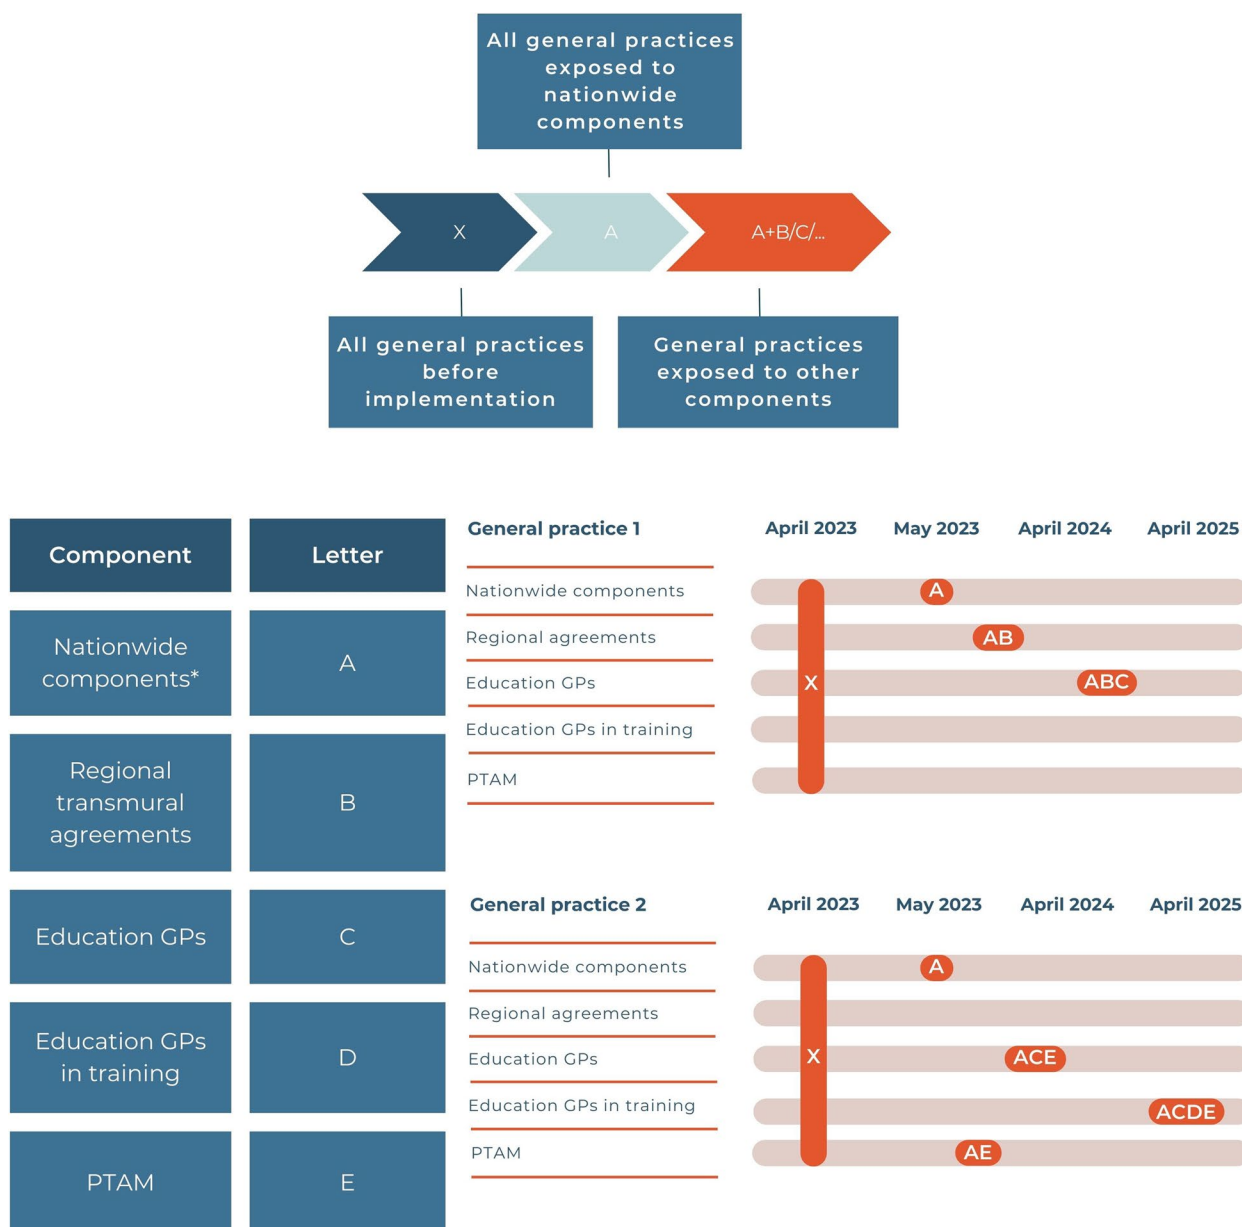 All general practices
exposed to
nationwide
components
X
A
A+B/C/...
All general practices
before
implementation
General practices
exposed to other
components
Component
Letter
Nationwide
components*
A
Regional
transmural
agreements
B
Education GPs
C
Education GPs
in training
D
PTAM
E
General practice 1
April 2023
May 2023
April 2024
April 2025
Nationwide components
A
Regional agreements
AB
Education GPs
X
ABC
Education GPs in training
PTAM
General practice 2
April 2023
May 2023
April 2024
April 2025
Nationwide components
A
Regional agreements
Education GPs
X
ACE
Education GPs in training
ACDE
PTAM
AE